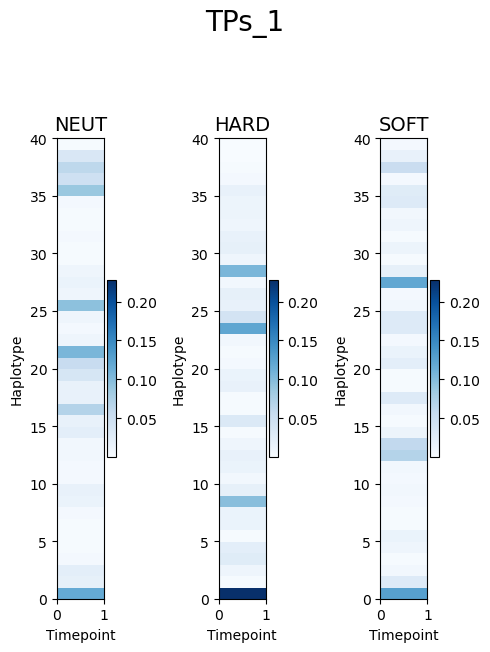 TPs_1
NEUT HARD SOFT
40 40 40
35 35 35
30 30 30
25 25 25
20 20 20
15 15 15
10 10 10
5 5 5
0 0 0
0.20 0.20 0.20
0.15 0.15 0.15
0.10 0.10 0.10
0.05 0.05 0.05
Haplotype Haplotype Haplotype
0 1 0 1 0 1
Timepoint Timepoint Timepoint